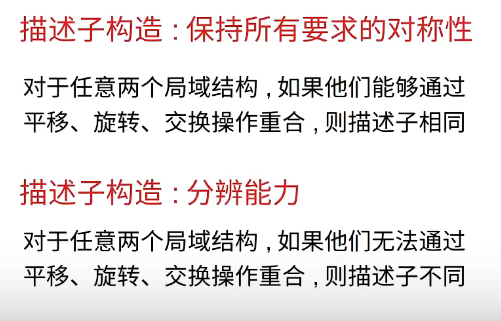 描述子构造：保持所有要求的对称性
对于任意两个局域结构，如果他们能够通过
平移、旋转、交换操作重合，则描述子相同
描述子构造：分辨能力
对于任意两个局域结构，如果他们无法通过
平移、旋转、交换操作重合，则描述子不同